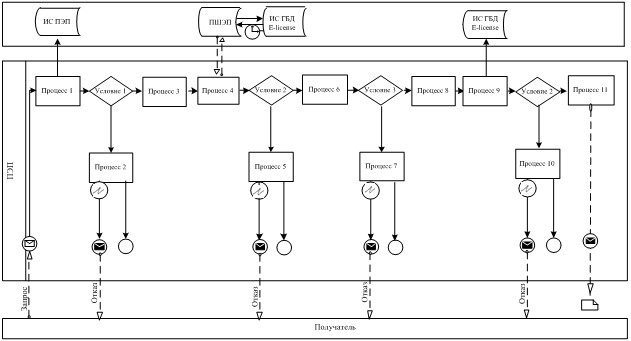 ИС ПЭП
ПШЭП
ИС ГБД
E-license
ИС ГБД
E-license
ЦОН
Процесс 1
Условие 1
Процесс 3
Процесс 4
Условие 2
Процесс 6
Условие 3
Процесс 8
Процесс 9
Условие 2
Процесс 11
Процесс 2
Процесс 5
Процесс 7
Процесс 10
Запрос
Отказ
Отказ
Отказ
Отказ
Получатель